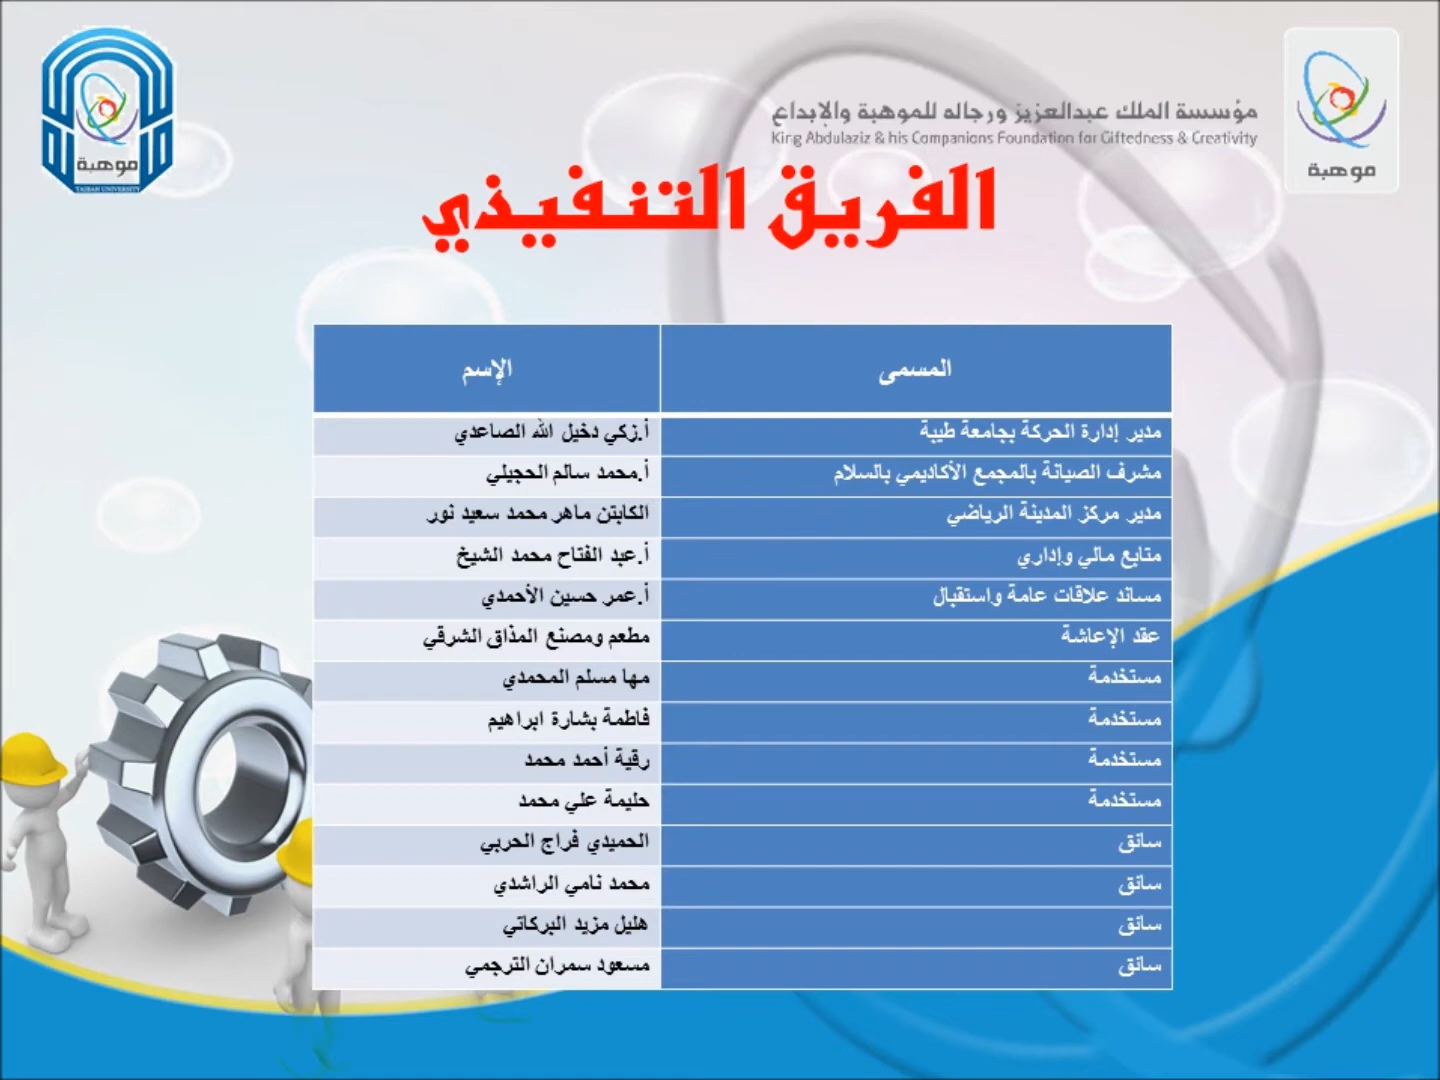 مؤسسة الملك عبدالعزيز ورجاله للموهبة والإبداع
King Abdulaziz & his Companions Foundation for Giftedness & Creativity
موهبة
موهبة
TAIBAH UNIVERSITY
الفريق التنفيذي
المسمى الإسم
مدير إدارة الحركة بجامعة طيبة أ.زكي دخيل الله الصاعدي
مشرف الصيانة بالمجمع الأكاديمي بالسلام أ.محمد سالم الحجيلي
مدير مركز المدينة الرياضي الكابتن ماهر محمد سعيد نور
متابع مالي وإداري أ.عبد الفتاح محمد الشيخ
مساند علاقات عامة واستقبال أ.عمر حسين الأحمدي
عقد الإعاشة مطعم ومصنع المذاق الشرقي
مستخدمة مها مسلم المحمدي
مستخدمة فاطمة بشارة ابراهيم
مستخدمة رقية أحمد محمد
مستخدمة حليمة علي محمد
سائق الحميدي فراج الحربي
سائق محمد نامي الراشدي
سائق هليل مزيد البركاتي
سائق مسعود سمران الترجمي